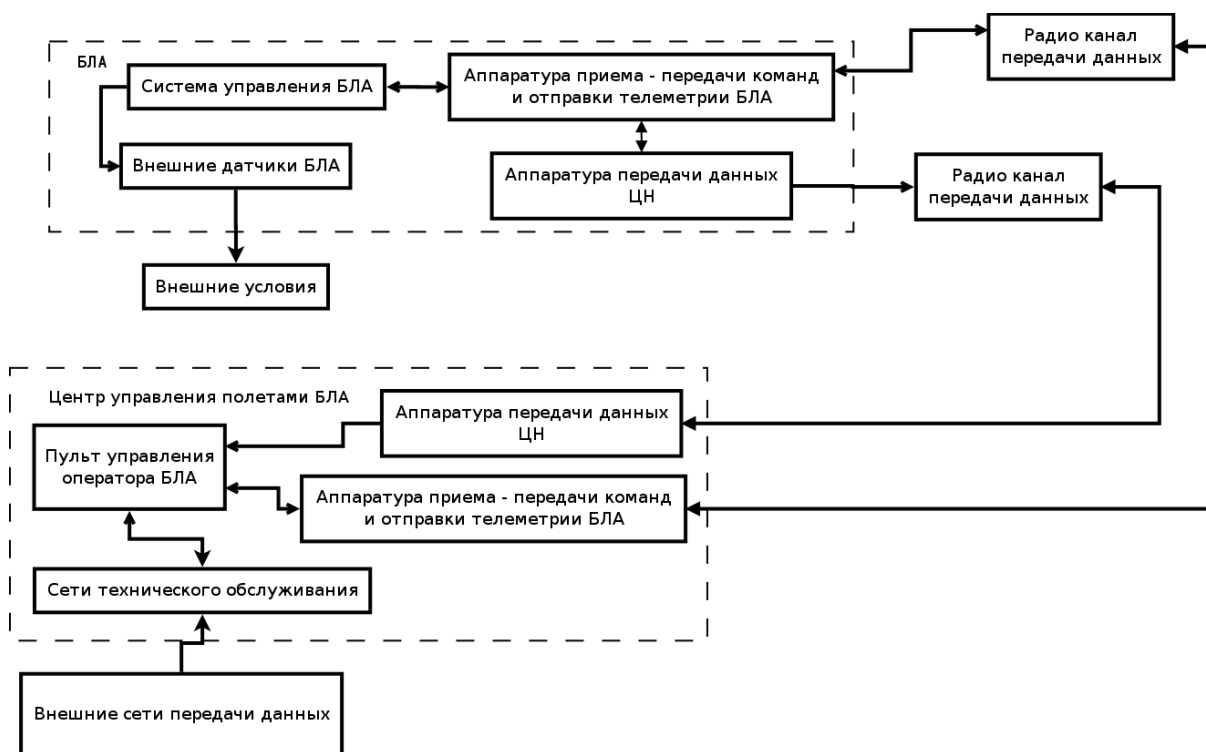 БЛА
Система управления БЛА
Аппаратура приема - передачи команд
и отправки телеметрии БЛА
Радио канал
передачи данных
Внешние датчики БЛА
Аппаратура передачи данных
ЦН
Радио канал
передачи данных
Внешние условия
Центр управления полетами БЛА
Аппаратура передачи данных
ЦН
Пульт управления
оператора БЛА
Аппаратура приема - передачи команд
и отправки телеметрии БЛА
Сети технического обслуживания
Внешние сети передачи данных